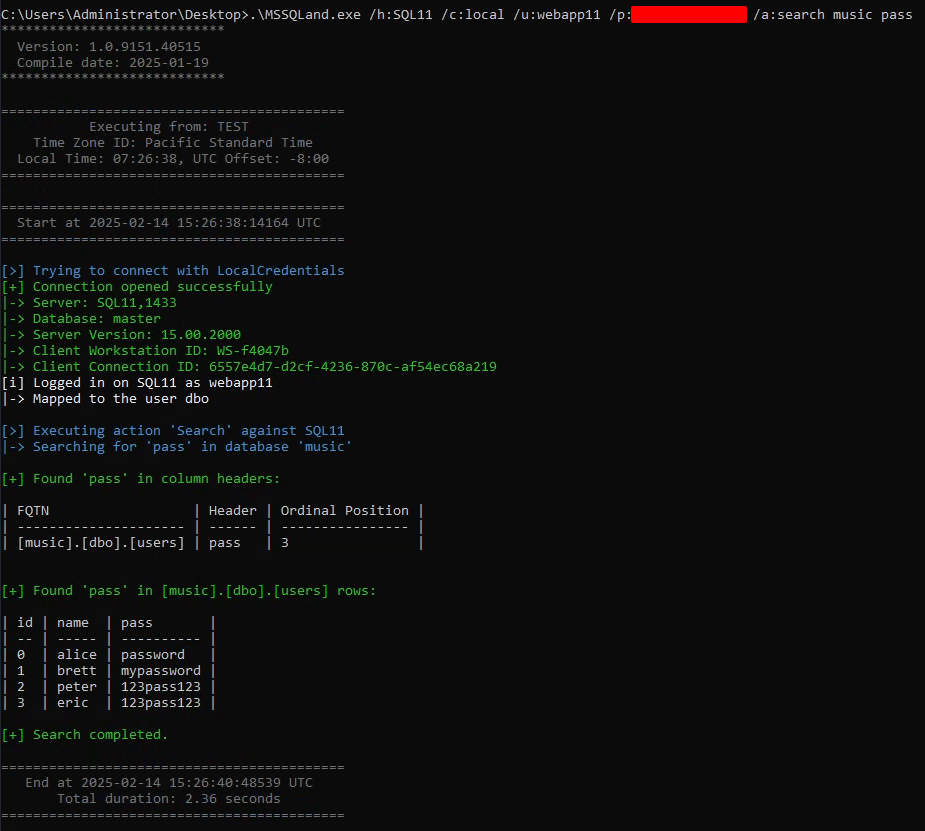 C:\Users\Administrator\Desktop>.\MSSQLand.exe /h:SQL11 /c:local /u:webapp11 /p: /a:search music pass
****************************
Version: 1.0.9151.40515
Compile date: 2025-01-19
****************************
===========================================
Executing from: TEST
Time Zone ID: Pacific Standard Time
Local Time: 07:26:38, UTC Offset: -8:00
===========================================
===========================================
Start at 2025-02-14 15:26:38:14164 UTC
===========================================
[>] Trying to connect with LocalCredentials
[+] Connection opened successfully
|-> Server: SQL11,1433
|-> Database: master
|-> Server Version: 15.00.2000
|-> Client Workstation ID: WS-f4047b
|-> Client Connection ID: 6557e4d7-d2cf-4236-870c-af54ec68a219
[i] Logged in on SQL11 as webapp11
|-> Mapped to the user dbo
[>] Executing action 'Search' against SQL11
|-> Searching for 'pass' in database 'music'
[+] Found 'pass' in column headers:
| FQTN                  | Header | Ordinal Position |
| --------------------- | ------ | ---------------- |
| [music].[dbo].[users] | pass   | 3                |
[+] Found 'pass' in [music].[dbo].[users] rows:
| id | name  | pass       |
| -- | ----- | ---------- |
| 0  | alice | password   |
| 1  | brett | mypassword |
| 2  | peter | 123pass123 |
| 3  | eric  | 123pass123 |
[+] Search completed.
===========================================
End at 2025-02-14 15:26:40:48539 UTC
Total duration: 2.36 seconds
===========================================